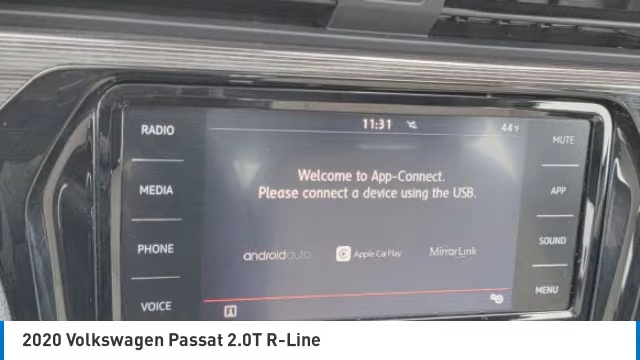 RADIO
MEDIA
PHONE
VOICE
11:31
44°F
Welcome to App-Connect.
Please connect a device using the USB.
androidauto
Apple CarPlay
MirrorLink
MUTE
APP
SOUND
MENU
2020 Volkswagen Passat 2.0T R-Line